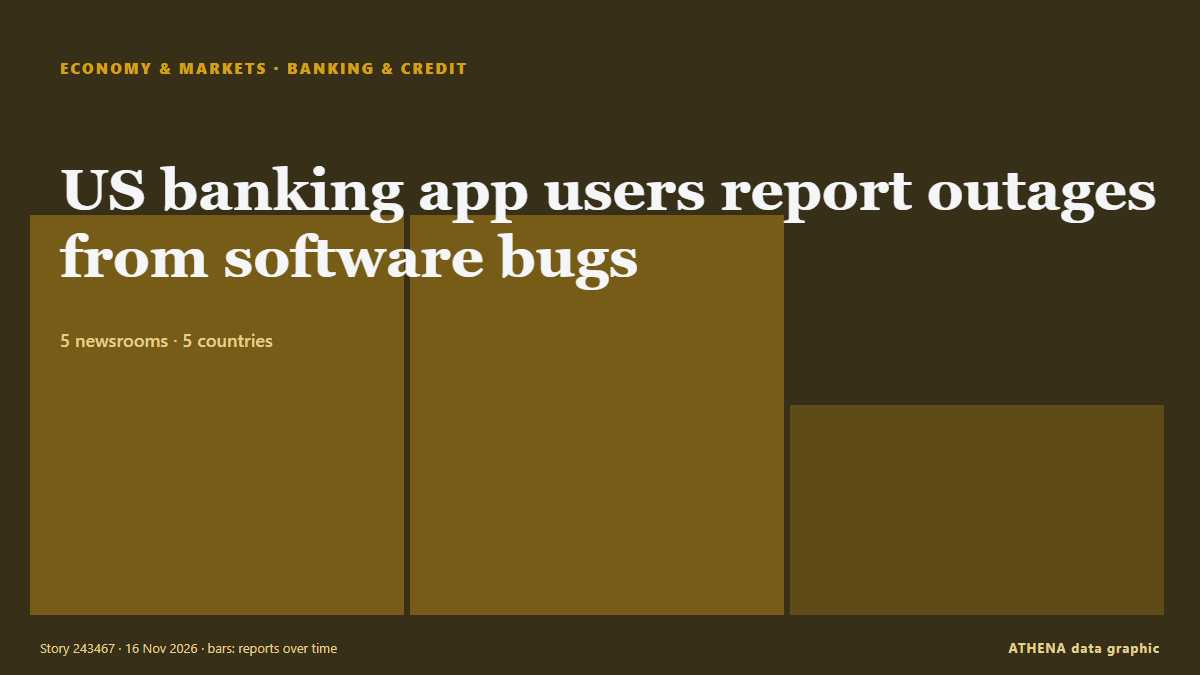 ECONOMY & MARKETS · BANKING & CREDIT
US banking app users report outages
from software bugs
5 newsrooms · 5 countries
Story 243467 · 16 Nov 2026 · bars: reports over time
ATHENA data graphic